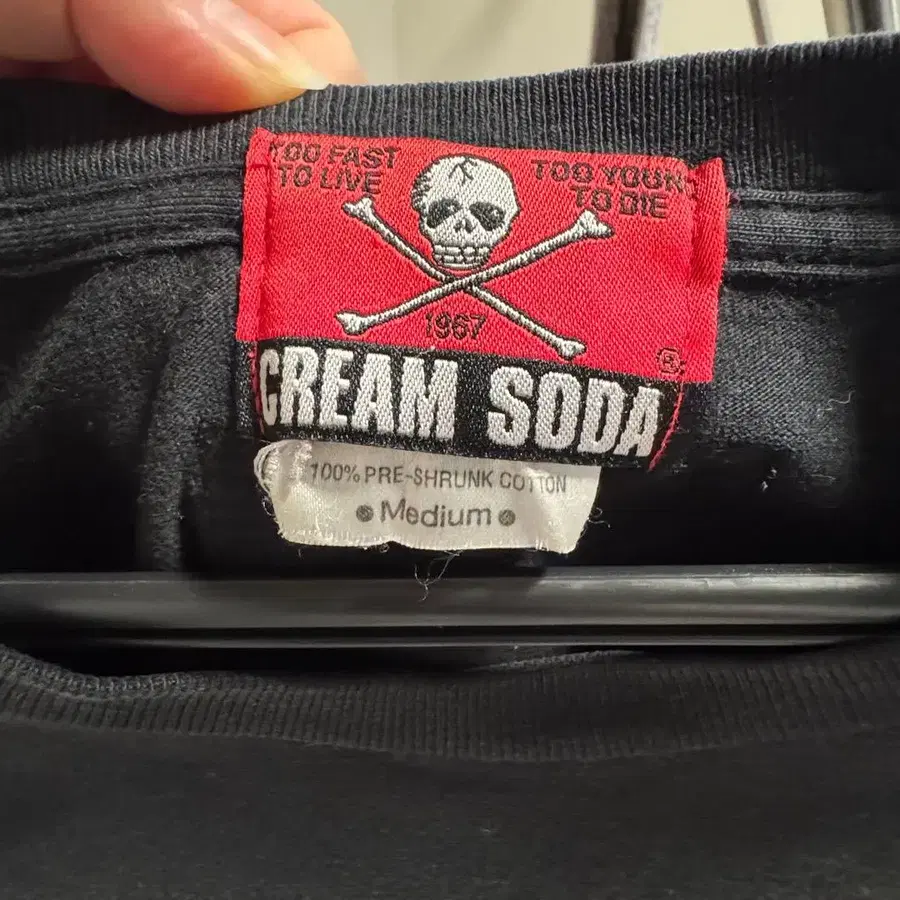 TOO FAST
TO LIVE
TOO YOUNG
TO DIE
1967
®
CREAM SODA
100% PRE-SHRUNK COTTON
●Medium●